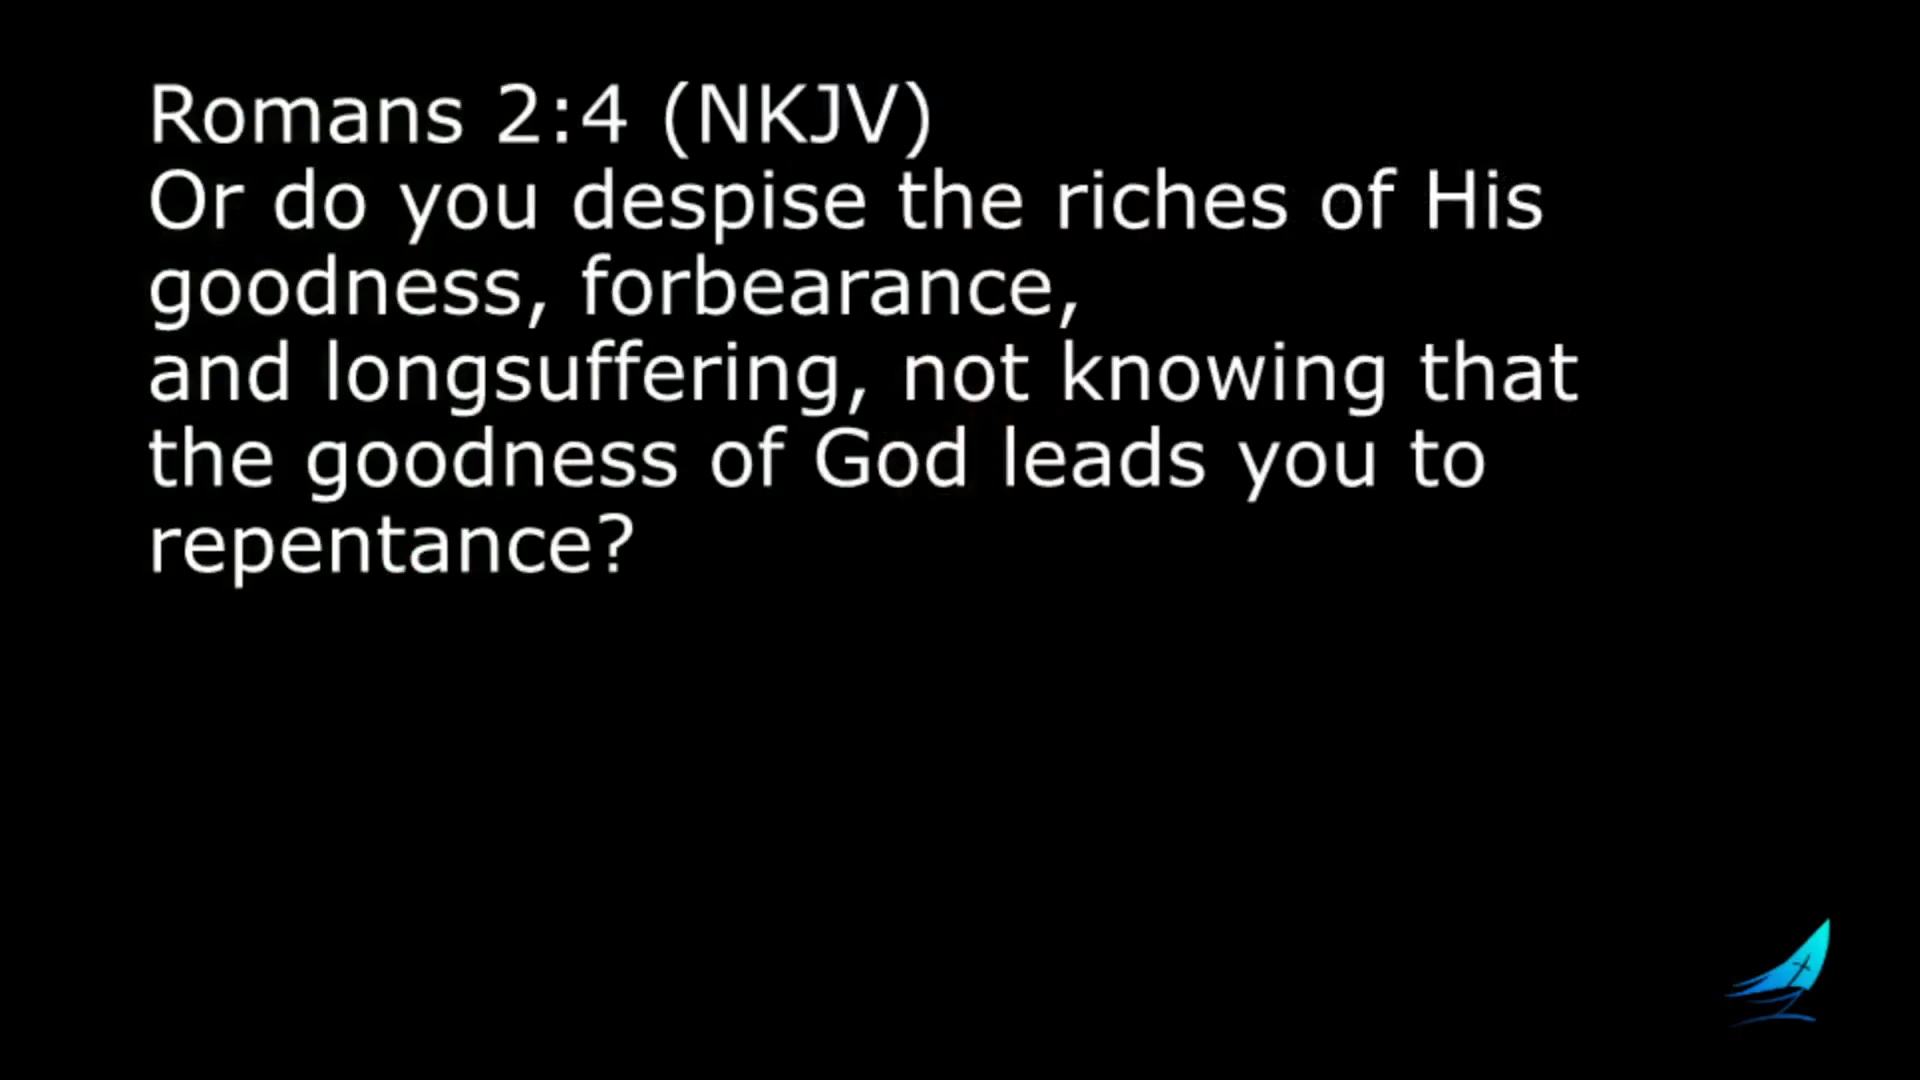 Romans 2:4 (NKJV)
Or do you despise the riches of His
goodness, forbearance,
and longsuffering, not knowing that
the goodness of God leads you to
repentance?